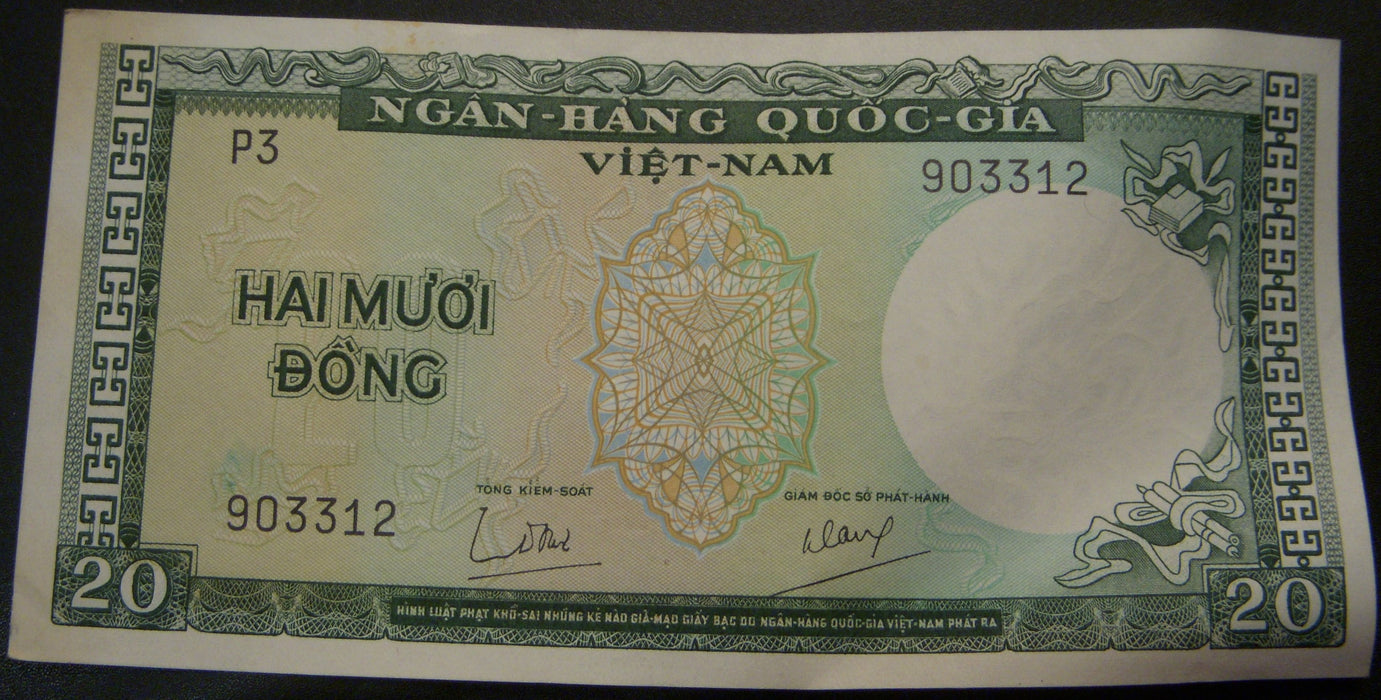 NGÂN-HÀNG QUỐC-GIA
VIỆT-NAM
P3
903312
HAI MƯƠI
ĐỒNG
903312
TỔNG KIỂM-SOÁT
GIÁM ĐỐC SỞ PHÁT-HÀNH
20
HÌNH LUẬT PHẠT KHỔ-SAI NHỮNG KẺ NÀO GIẢ-MẠO GIẤY BẠC DO NGÂN-HÀNG QUỐC-GIA VIỆT-NAM PHÁT RA
20